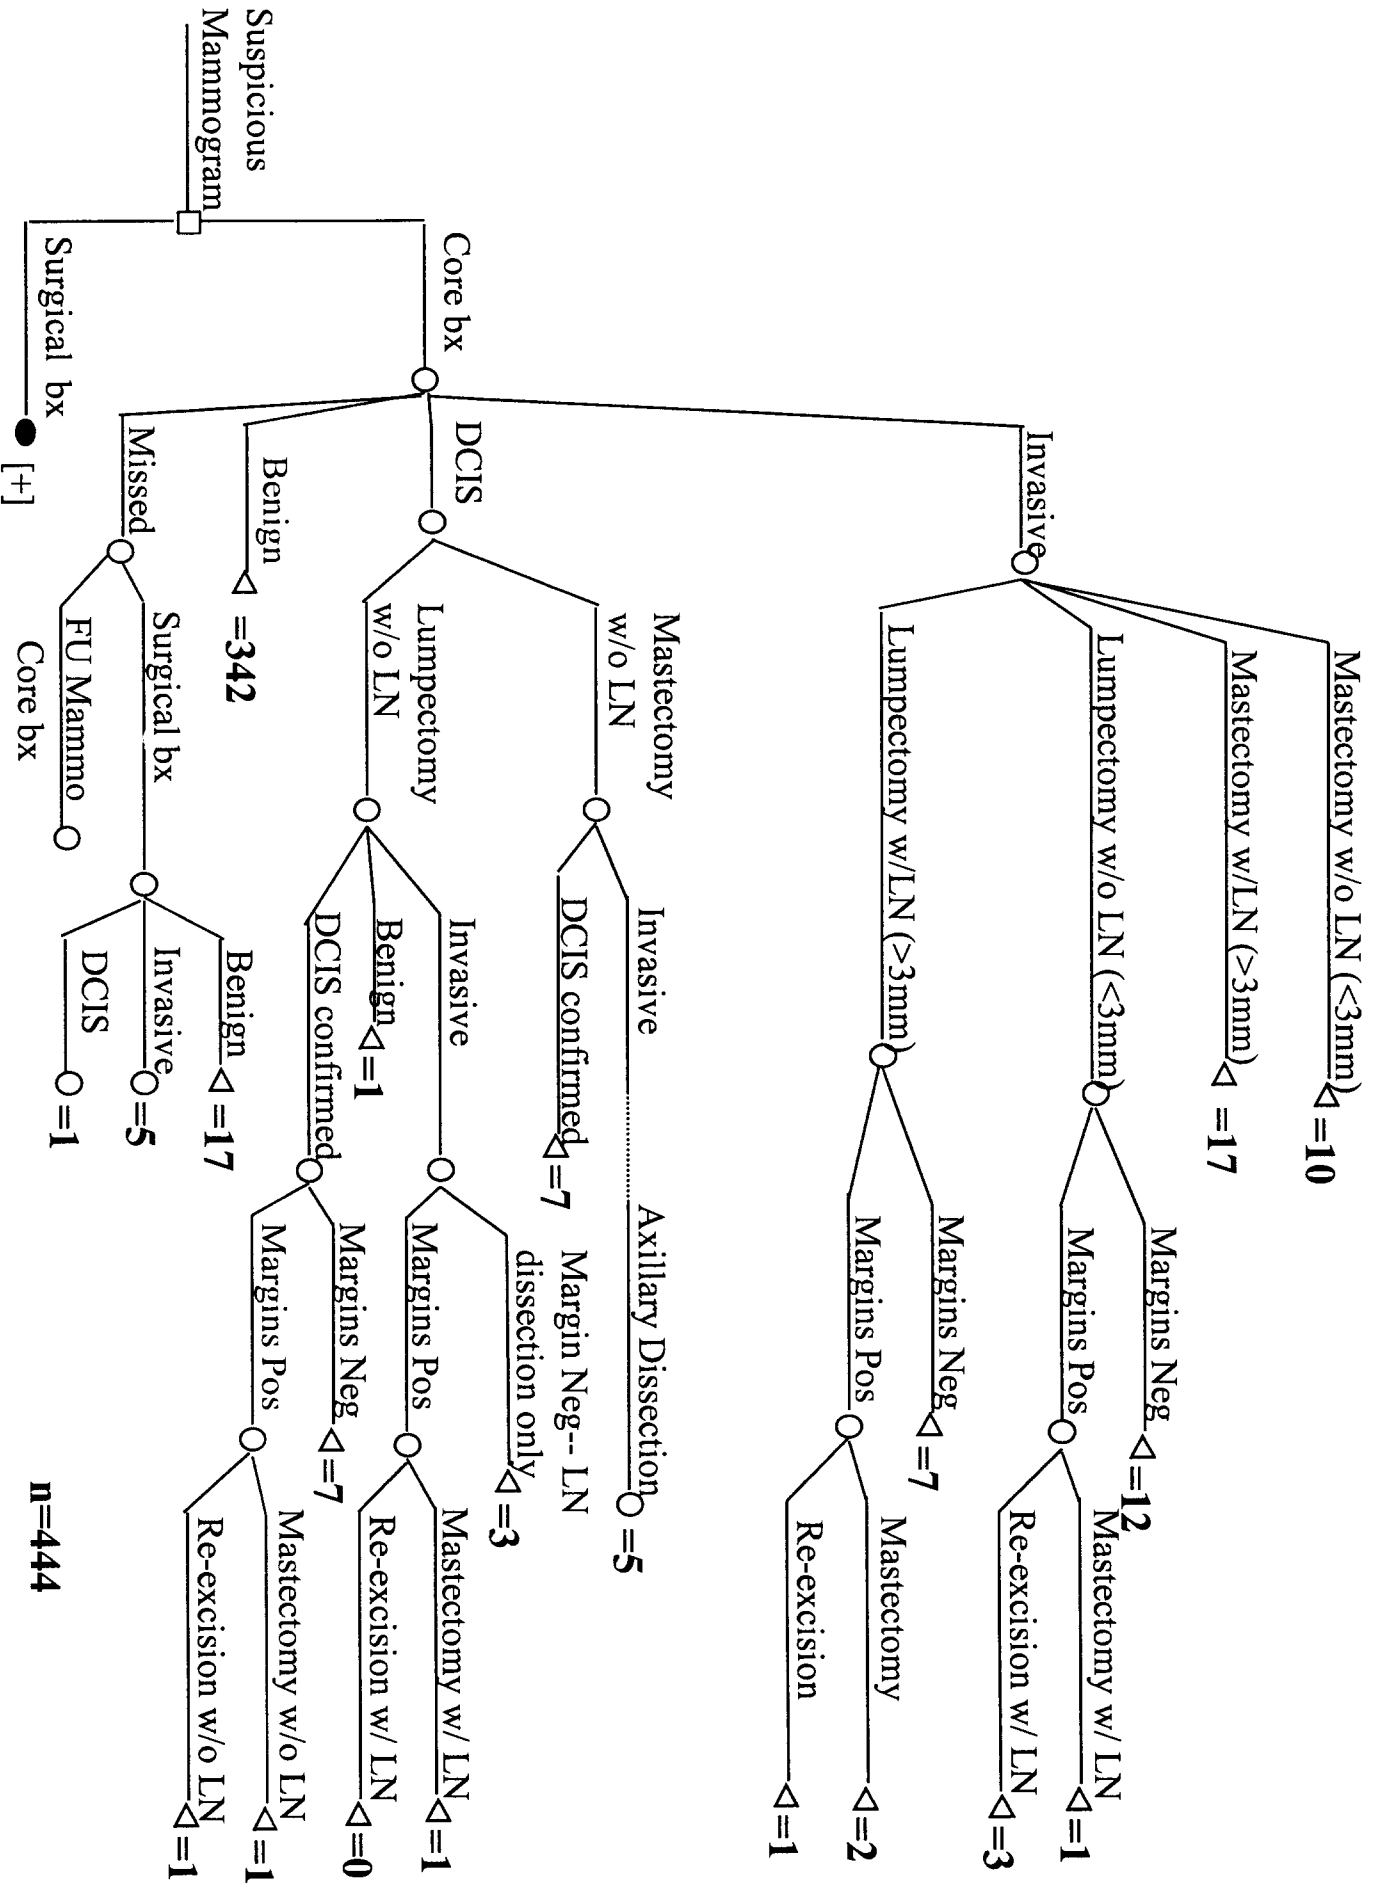 Suspicious
Mammogram
Core bx
Invasive
Mastectomy w/o LN (<3mm)
=10
Mastectomy w/LN (>3mm)
=17
Lumpectomy w/o LN (<3mm)
Margins Neg
=12
Margins Pos
Mastectomy w/ LN
=1
Re-excision w/ LN
=3
Lumpectomy w/LN (>3mm)
Margins Neg
=7
Margins Pos
Mastectomy
=2
Re-excision
=1
DCIS
Mastectomy
w/o LN
Invasive
Axillary Dissection
=5
DCIS confirmed
=7
Lumpectomy
w/o LN
Invasive
Margin Neg-- LN
dissection only
=3
Margins Pos
Mastectomy w/ LN
=1
Re-excision w/ LN
=0
Benign
=1
DCIS confirmed
Margins Neg
=7
Margins Pos
Mastectomy w/o LN
=1
Re-excision w/o LN
=1
Benign
=342
Missed
Surgical bx
Benign
=17
Invasive
=5
DCIS
=1
FU Mammo
Core bx
Surgical bx
[+]
n=444